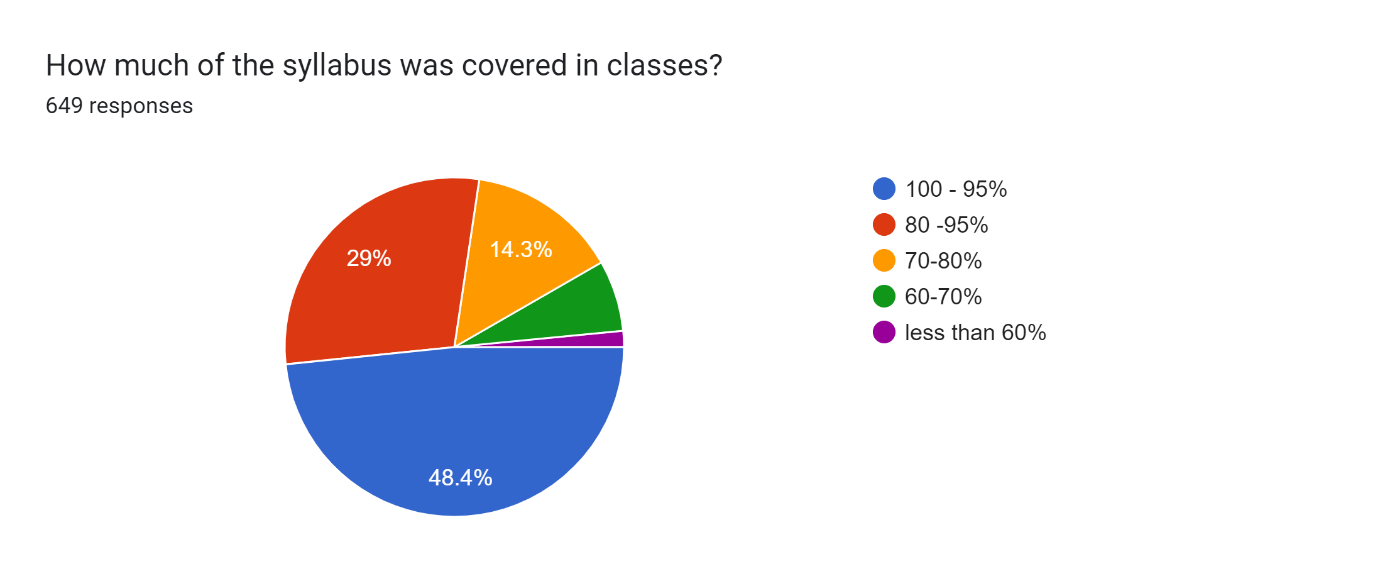 How much of the syllabus was covered in classes?
649 responses
29%
14.3%
48.4%
100 - 95%
80 -95%
70-80%
60-70%
less than 60%